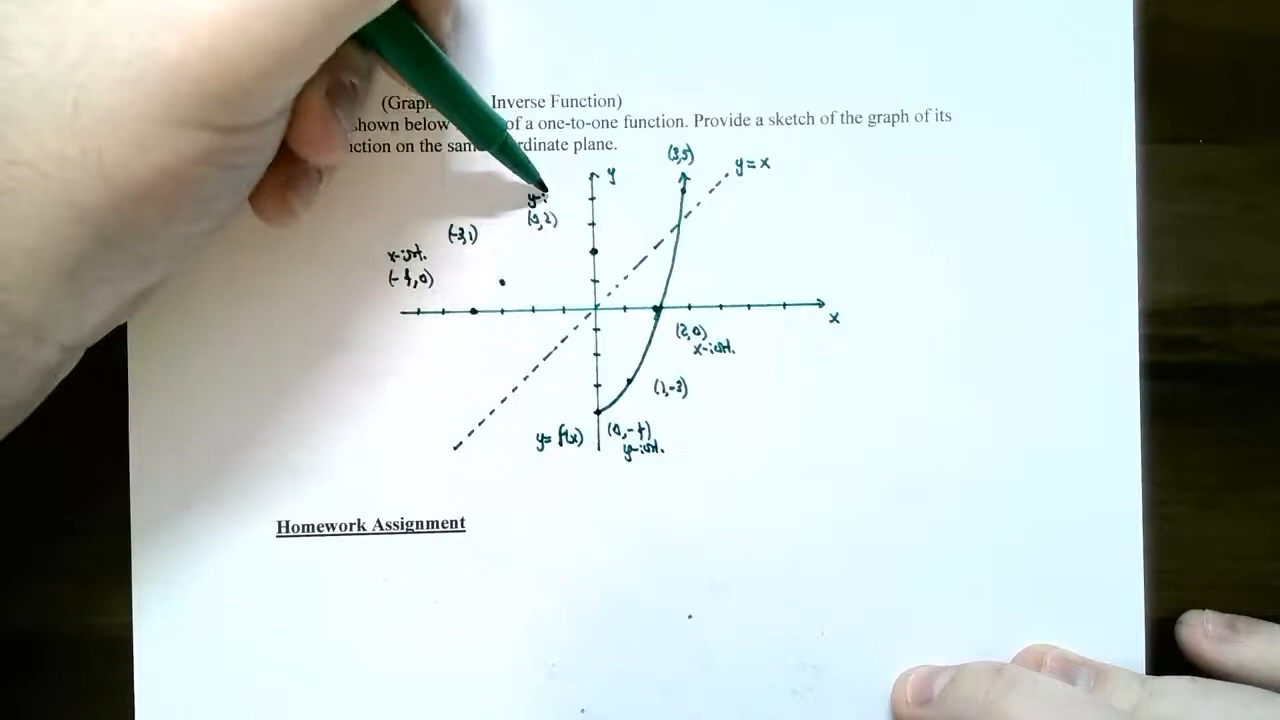 (Grap Inverse Function)
shown below of a one-to-one function. Provide a sketch of the graph of its
ction on the sam rdinate plane.
(3,5)
y = x
y
y-i
(0,2)
(-3,1)
x-int.
(-4,0)
x
(2,0)
x-int.
(1,-3)
y = f(x)
(0,-4)
y-int.
Homework Assignment